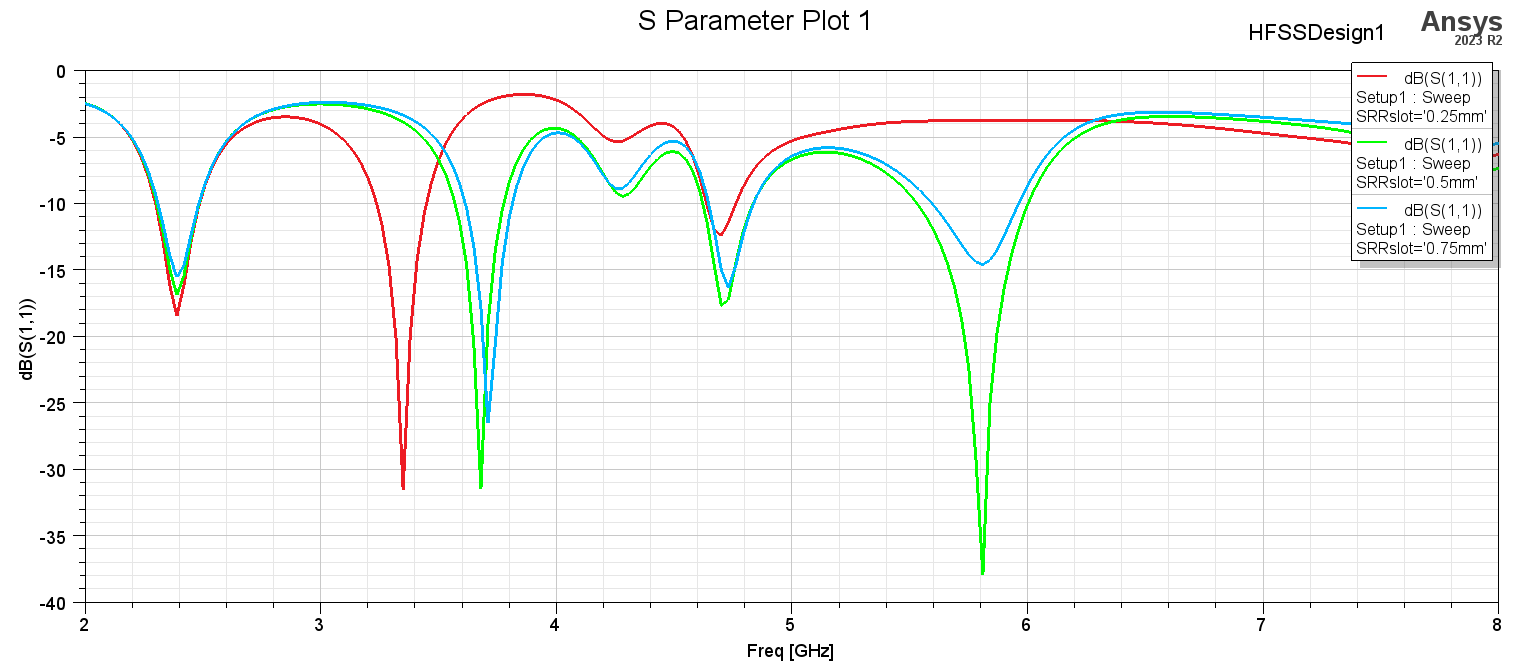 S Parameter Plot 1
HFSSDesign1
Ansys
2023 R2
dB(S(1,1))
Setup1 : Sweep
SRRslot='0.25mm'
dB(S(1,1))
Setup1 : Sweep
SRRslot='0.5mm'
dB(S(1,1))
Setup1 : Sweep
SRRslot='0.75mm'
dB(S(1,1))
0
-5
-10
-15
-20
-25
-30
-35
-40
2
3
4
5
6
7
8
Freq [GHz]